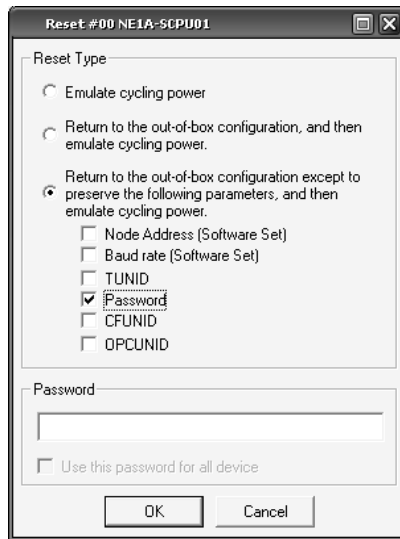 Reset #00 NE1A-SCPU01
Reset Type
Emulate cycling power
Return to the out-of-box configuration, and then
emulate cycling power.
Return to the out-of-box configuration except to
preserve the following parameters, and then
emulate cycling power.
Node Address (Software Set)
Baud rate (Software Set)
TUNID
Password
CFUNID
OPCUNID
Password
Use this password for all device
OK
Cancel